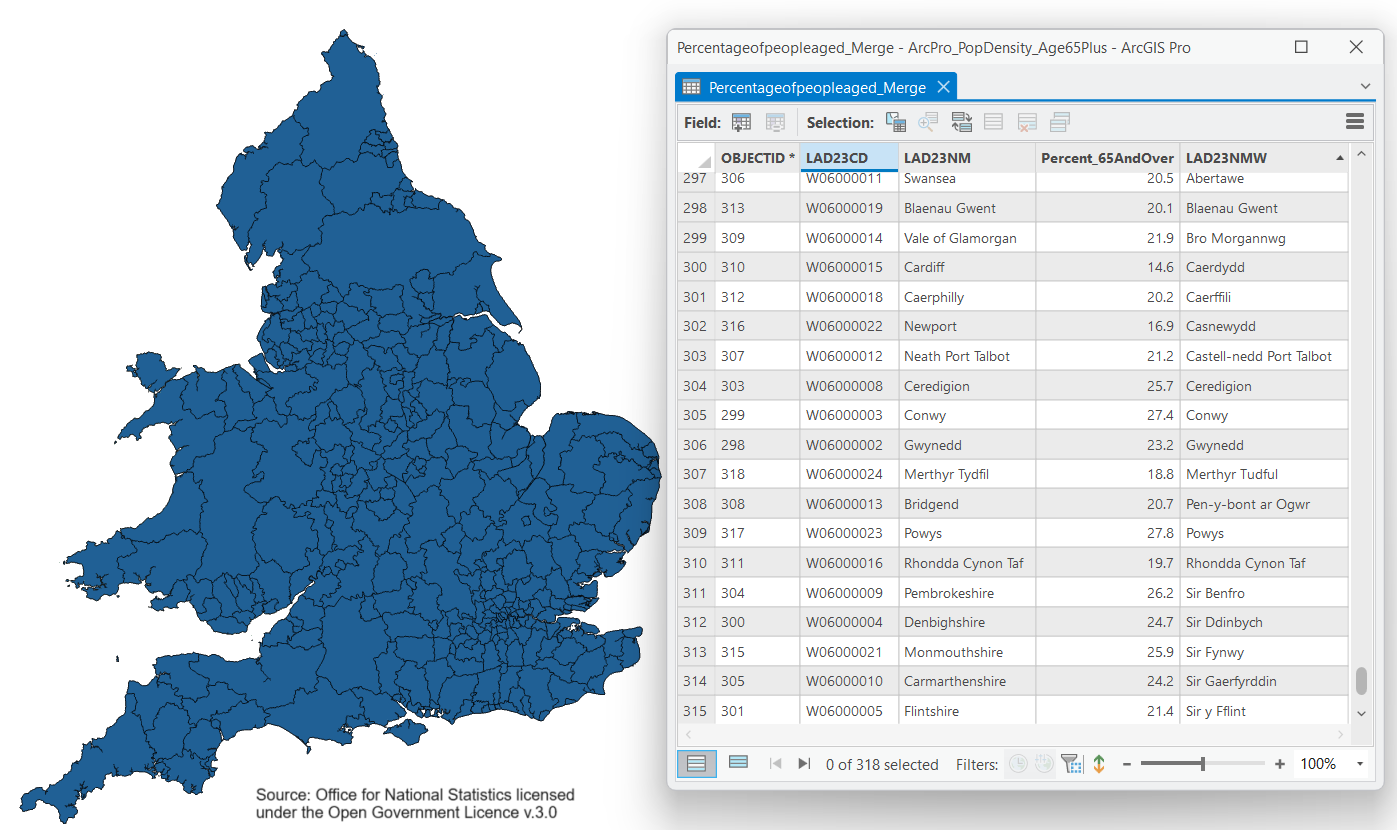 Percentageofpeopleaged_Merge - ArcPro_PopDensity_Age65Plus - ArcGIS Pro
Percentageofpeopleaged_Merge
Field: Selection:
OBJECTID * LAD23CD LAD23NM Percent_65AndOver LAD23NMW
297 306 W06000011 Swansea 20.5 Abertawe
298 313 W06000019 Blaenau Gwent 20.1 Blaenau Gwent
299 309 W06000014 Vale of Glamorgan 21.9 Bro Morgannwg
300 310 W06000015 Cardiff 14.6 Caerdydd
301 312 W06000018 Caerphilly 20.2 Caerffili
302 316 W06000022 Newport 16.9 Casnewydd
303 307 W06000012 Neath Port Talbot 21.2 Castell-nedd Port Talbot
304 303 W06000008 Ceredigion 25.7 Ceredigion
305 299 W06000003 Conwy 27.4 Conwy
306 298 W06000002 Gwynedd 23.2 Gwynedd
307 318 W06000024 Merthyr Tydfil 18.8 Merthyr Tudful
308 308 W06000013 Bridgend 20.7 Pen-y-bont ar Ogwr
309 317 W06000023 Powys 27.8 Powys
310 311 W06000016 Rhondda Cynon Taf 19.7 Rhondda Cynon Taf
311 304 W06000009 Pembrokeshire 26.2 Sir Benfro
312 300 W06000004 Denbighshire 24.7 Sir Ddinbych
313 315 W06000021 Monmouthshire 25.9 Sir Fynwy
314 305 W06000010 Carmarthenshire 24.2 Sir Gaerfyrddin
315 301 W06000005 Flintshire 21.4 Sir y Fflint
0 of 318 selected Filters: 100%
Source: Office for National Statistics licensed
under the Open Government Licence v.3.0